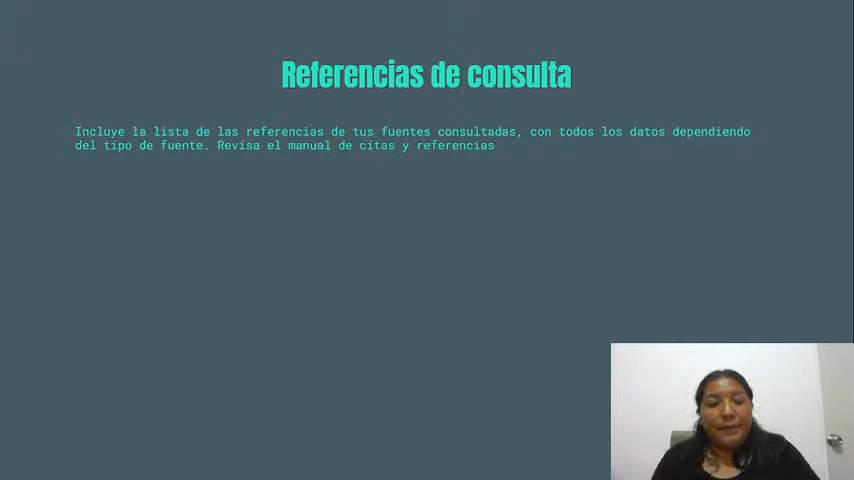 Referencias de consulta
Incluye la lista de las referencias de tus fuentes consultadas, con todos los datos dependiendo
del tipo de fuente. Revisa el manual de citas y referencias